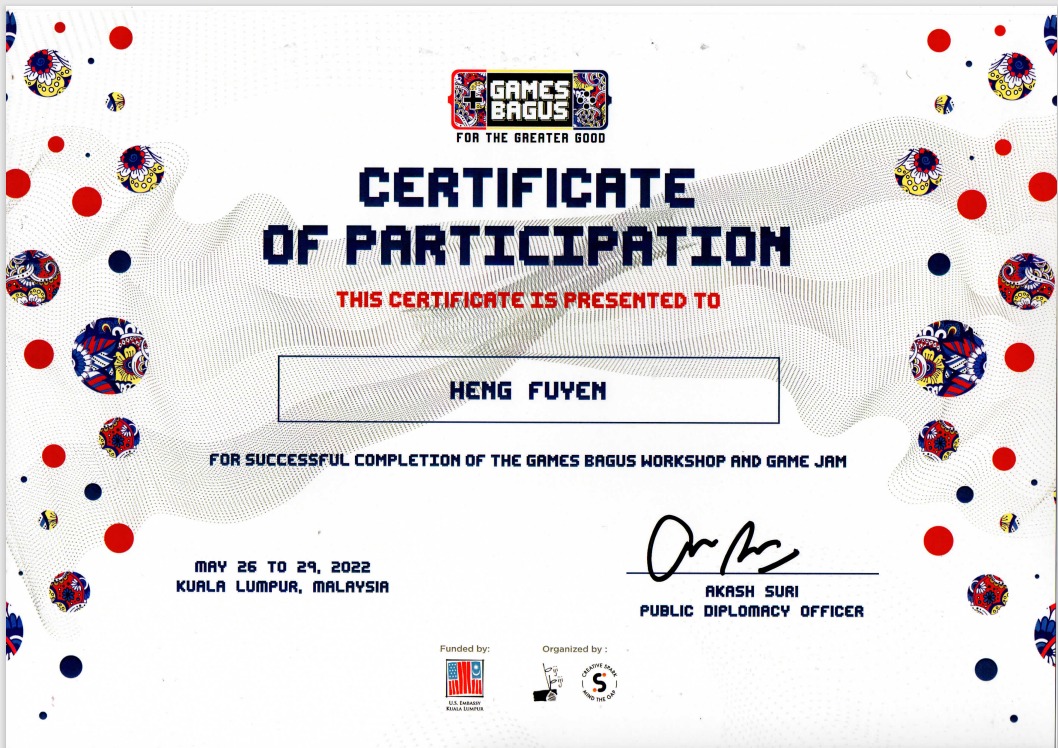 GAMES
BAGUS
FOR THE GREATER GOOD
CERTIFICATE
OF PARTICIPATION
THIS CERTIFICATE IS PRESENTED TO
HENG FUYEN
FOR SUCCESSFUL COMPLETION OF THE GAMES BAGUS WORKSHOP AND GAME JAM
MAY 26 TO 29, 2022
KUALA LUMPUR, MALAYSIA
AKASH SURI
PUBLIC DIPLOMACY OFFICER
Funded by:
Organized by :
U.S. EMBASSY
KUALA LUMPUR
CREATIVE SPARK
S
MIND THE GAP